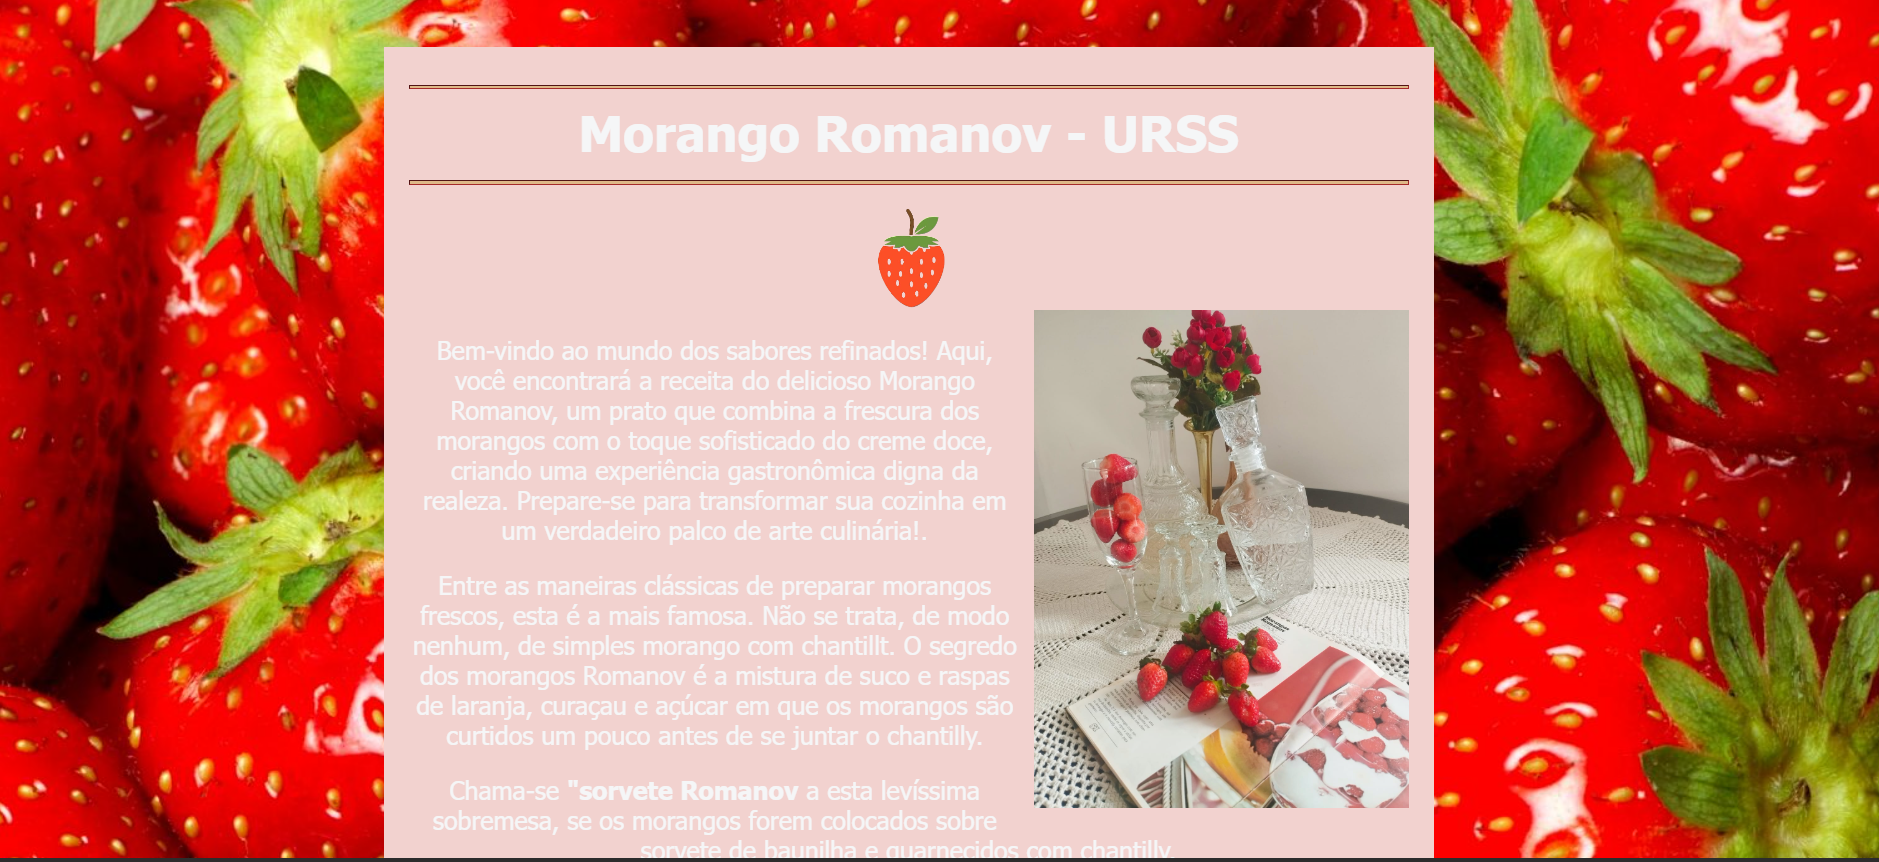 Morango Romanov - URSS
Bem-vindo ao mundo dos sabores refinados! Aqui,
você encontrará a receita do delicioso Morango
Romanov, um prato que combina a frescura dos
morangos com o toque sofisticado do creme doce,
criando uma experiência gastronômica digna da
realeza. Prepare-se para transformar sua cozinha em
um verdadeiro palco de arte culinária!.
Entre as maneiras clássicas de preparar morangos
frescos, esta é a mais famosa. Não se trata, de modo
nenhum, de simples morango com chantillt. O segredo
dos morangos Romanov é a mistura de suco e raspas
de laranja, curaçau e açúcar em que os morangos são
curtidos um pouco antes de se juntar o chantilly.
Chama-se "sorvete Romanov a esta levíssima
sobremesa, se os morangos forem colocados sobre
sorvete de baunilha e guarnecidos com chantilly